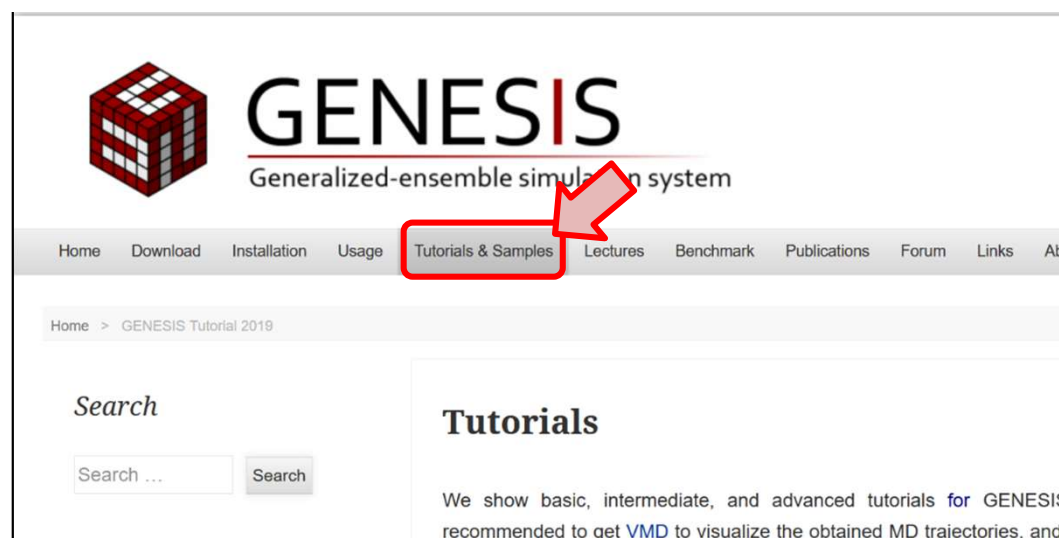 GENESIS
Generalized-ensemble simulation system
Home Download Installation Usage Tutorials & Samples Lectures Benchmark Publications Forum Links
Home > GENESIS Tutorial 2019
Search
Tutorials
Search … Search
We show basic, intermediate, and advanced tutorials for GENESIS
recommended to get VMD to visualize the obtained MD trajectories, and